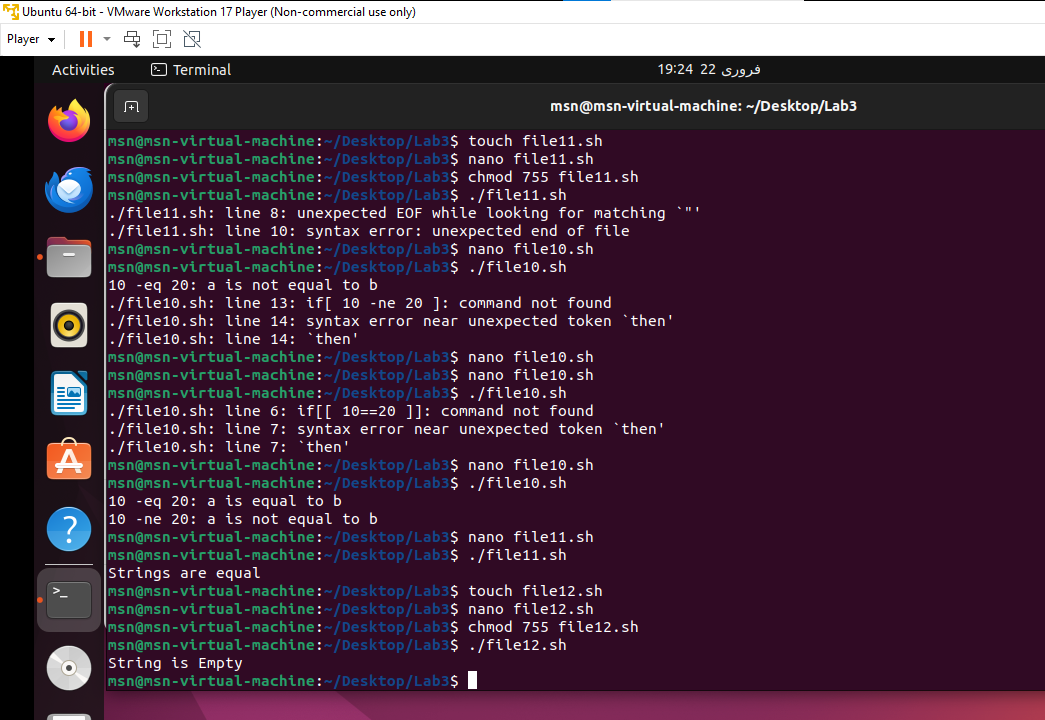 Ubuntu 64-bit - VMware Workstation 17 Player (Non-commercial use only)
Player
Activities
Terminal
19:24 22 فروری
msn@msn-virtual-machine: ~/Desktop/Lab3
msn@msn-virtual-machine:~/Desktop/Lab3$ touch file11.sh
msn@msn-virtual-machine:~/Desktop/Lab3$ nano file11.sh
msn@msn-virtual-machine:~/Desktop/Lab3$ chmod 755 file11.sh
msn@msn-virtual-machine:~/Desktop/Lab3$ ./file11.sh
./file11.sh: line 8: unexpected EOF while looking for matching `"'
./file11.sh: line 10: syntax error: unexpected end of file
msn@msn-virtual-machine:~/Desktop/Lab3$ nano file10.sh
msn@msn-virtual-machine:~/Desktop/Lab3$ ./file10.sh
10 -eq 20: a is not equal to b
./file10.sh: line 13: if[ 10 -ne 20 ]: command not found
./file10.sh: line 14: syntax error near unexpected token `then'
./file10.sh: line 14: `then'
msn@msn-virtual-machine:~/Desktop/Lab3$ nano file10.sh
msn@msn-virtual-machine:~/Desktop/Lab3$ nano file10.sh
msn@msn-virtual-machine:~/Desktop/Lab3$ ./file10.sh
./file10.sh: line 6: if[[ 10==20 ]]: command not found
./file10.sh: line 7: syntax error near unexpected token `then'
./file10.sh: line 7: `then'
msn@msn-virtual-machine:~/Desktop/Lab3$ nano file10.sh
msn@msn-virtual-machine:~/Desktop/Lab3$ ./file10.sh
10 -eq 20: a is equal to b
10 -ne 20: a is not equal to b
msn@msn-virtual-machine:~/Desktop/Lab3$ nano file11.sh
msn@msn-virtual-machine:~/Desktop/Lab3$ ./file11.sh
Strings are equal
msn@msn-virtual-machine:~/Desktop/Lab3$ touch file12.sh
msn@msn-virtual-machine:~/Desktop/Lab3$ nano file12.sh
msn@msn-virtual-machine:~/Desktop/Lab3$ chmod 755 file12.sh
msn@msn-virtual-machine:~/Desktop/Lab3$ ./file12.sh
String is Empty
msn@msn-virtual-machine:~/Desktop/Lab3$